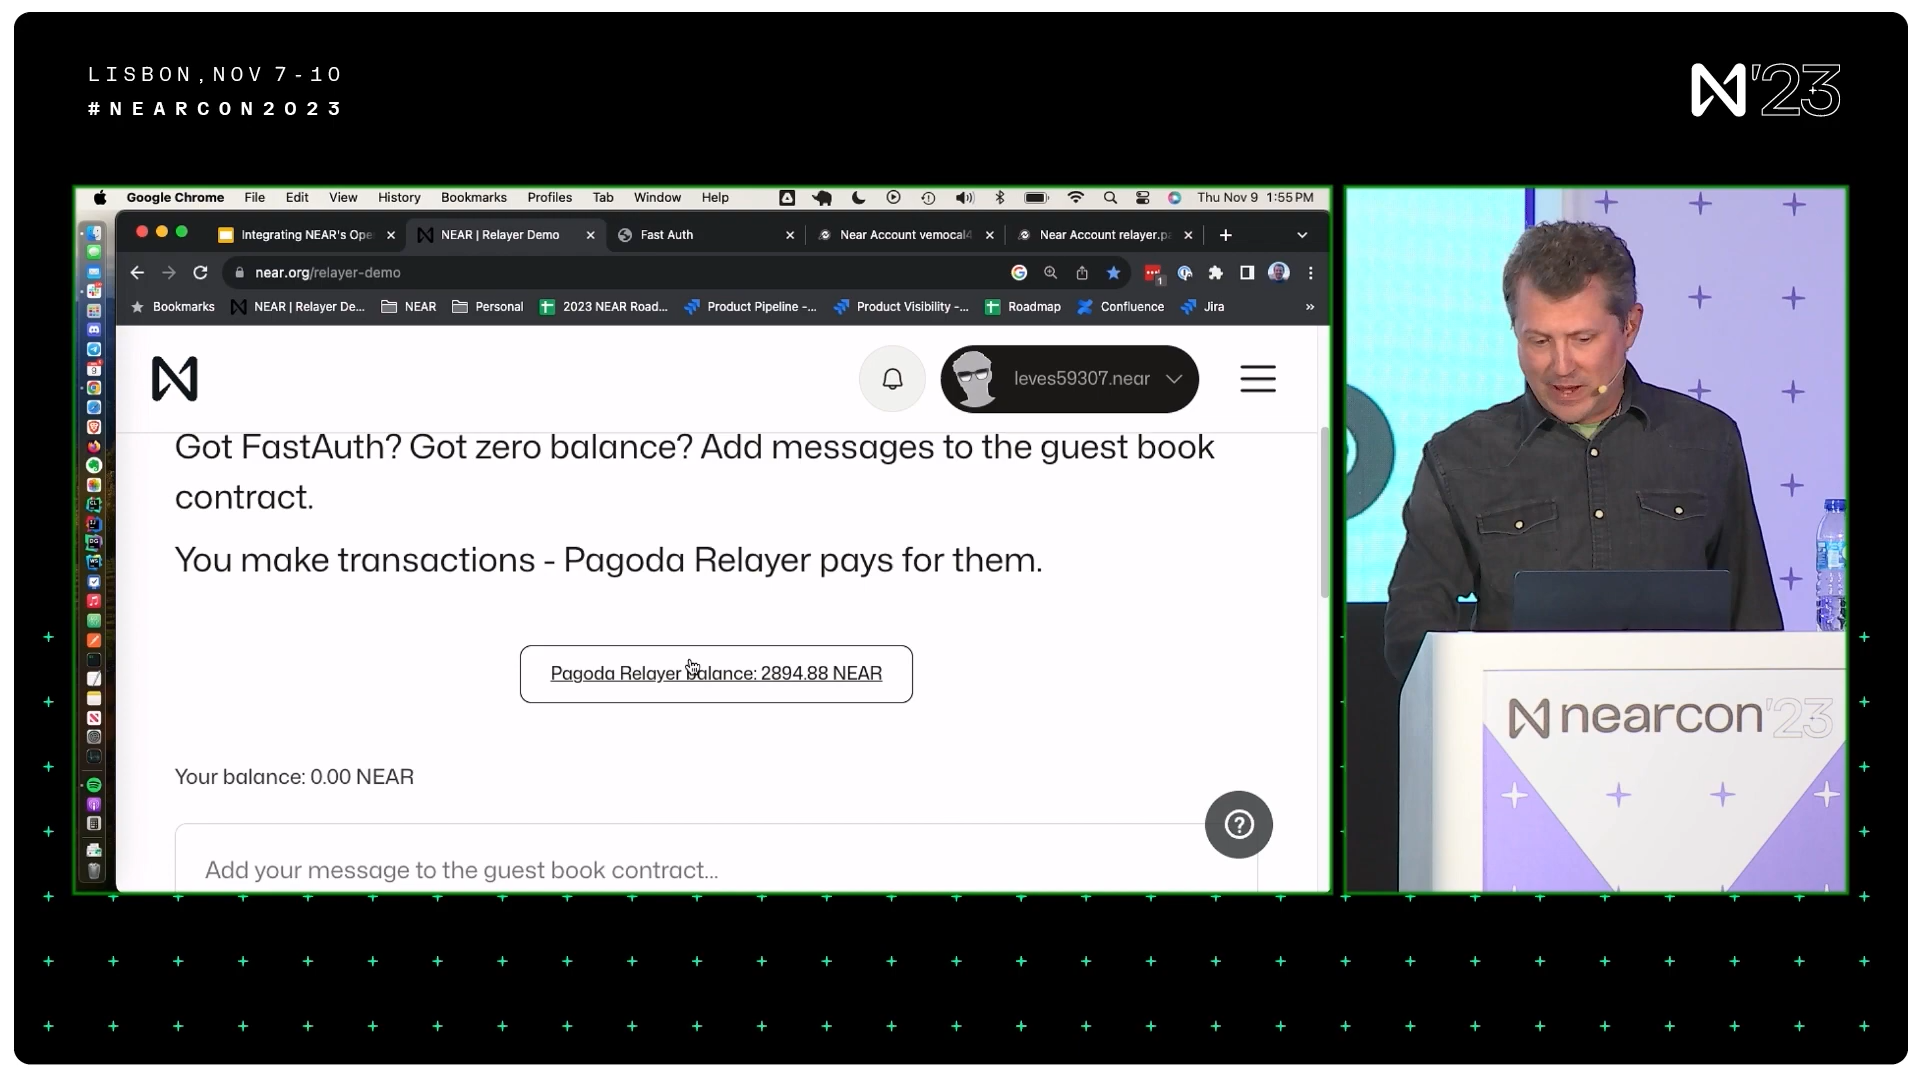 LISBON, NOV 7-10
#NEARCON2023
'23
Google Chrome File Edit View History Bookmarks Profiles Tab Window Help Thu Nov 9 1:55 PM
Integrating NEAR's Ope
NEAR | Relayer Demo
Fast Auth
Near Account vemocal4
Near Account relayer.pa
near.org/relayer-demo
Bookmarks
NEAR | Relayer De...
NEAR
Personal
2023 NEAR Road...
Product Pipeline -...
Product Visibility -...
Roadmap
Confluence
Jira
leves59307.near
Got FastAuth? Got zero balance? Add messages to the guest book
contract.
You make transactions - Pagoda Relayer pays for them.
Pagoda Relayer balance: 2894.88 NEAR
Your balance: 0.00 NEAR
Add your message to the guest book contract...
nearcon'23